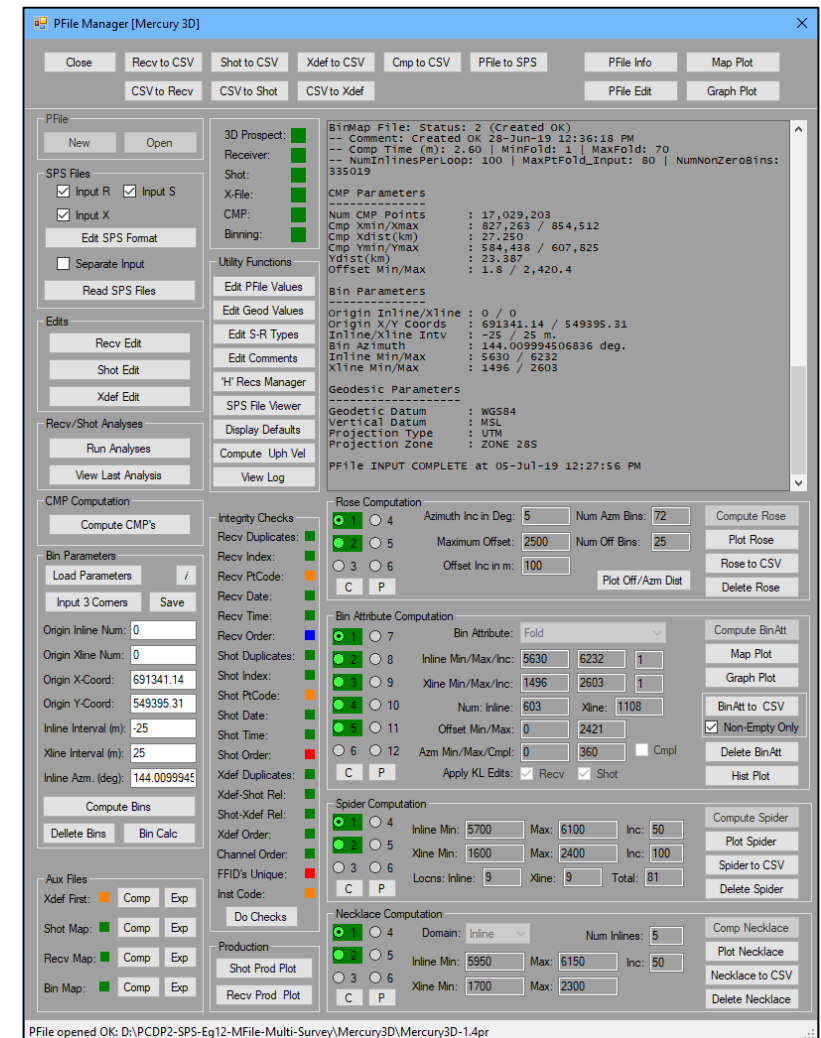 PFile Manager [Mercury 3D]
Close Recv to CSV Shot to CSV Xdef to CSV Cmp to CSV PFile to SPS PFile Info Map Plot
CSV to Recv CSV to Shot CSV to Xdef PFile Edit Graph Plot
PFile
New Open
SPS Files
Input R Input S
Input X
Edit SPS Format
Separate Input
Read SPS Files
Edits
Recv Edit
Shot Edit
Xdef Edit
Recv/Shot Analyses
Run Analyses
View Last Analysis
CMP Computation
Compute CMP's
Bin Parameters
Load Parameters /
Input 3 Corners Save
Origin Inline Num: 0
Origin Xline Num: 0
Origin X-Coord: 691341.14
Origin Y-Coord: 549395.31
Inline Interval (m): -25
Xline Interval (m): 25
Inline Azm. (deg): 144.0099945
Compute Bins
Dellete Bins Bin Calc
Aux Files
Xdef First: Comp Exp
Shot Map: Comp Exp
Recv Map: Comp Exp
Bin Map: Comp Exp
3D Prospect:
Receiver:
Shot:
X-File:
CMP:
Binning:
Utility Functions
Edit PFile Values
Edit Geod Values
Edit S-R Types
Edit Comments
'H' Recs Manager
SPS File Viewer
Display Defaults
Compute Uph Vel
View Log
Integrity Checks
Recv Duplicates:
Recv Index:
Recv PtCode:
Recv Date:
Recv Time:
Recv Order:
Shot Duplicates:
Shot Index:
Shot PtCode:
Shot Date:
Shot Time:
Shot Order:
Xdef Duplicates:
Xdef-Shot Rel:
Shot-Xdef Rel:
Xdef Order:
Channel Order:
FFID's Unique:
Inst Code:
Do Checks
Production
Shot Prod Plot
Recv Prod Plot
BinMap File: Status: 2 (Created OK)
-- Comment: Created OK 28-Jun-19 12:36:18 PM
-- Comp Time (m): 2.60 | MinFold: 1 | MaxFold: 70
-- NumInlinesPerLoop: 100 | MaxPtFold_Input: 80 | NumNonZeroBins:
335019
CMP Parameters
--------------
Num CMP Points : 17,029,203
Cmp Xmin/Xmax : 827,263 / 854,512
Cmp Xdist(km) : 27.250
Cmp Ymin/Ymax : 584,438 / 607,825
Ydist(km) : 23.387
Offset Min/Max : 1.8 / 2,420.4
Bin Parameters
--------------
Origin Inline/Xline : 0 / 0
Origin X/Y Coords : 691341.14 / 549395.31
Inline/Xline Intv : -25 / 25 m.
Bin Azimuth : 144.009994506836 deg.
Inline Min/Max : 5630 / 6232
Xline Min/Max : 1496 / 2603
Geodesic Parameters
-------------------
Geodetic Datum : WGS84
Vertical Datum : MSL
Projection Type : UTM
Projection Zone : ZONE 28S
PFile INPUT COMPLETE at 05-Jul-19 12:27:56 PM
Rose Computation
1 4 Azimuth Inc in Deg: 5 Num Azm Bins: 72 Compute Rose
2 5 Maximum Offset: 2500 Num Off Bins: 25 Plot Rose
3 6 Offset Inc in m: 100 Rose to CSV
C P Plot Off/Azm Dist Delete Rose
Bin Attribute Computation
1 7 Bin Attribute: Fold Compute BinAtt
2 8 Inline Min/Max/Inc: 5630 6232 1 Map Plot
3 9 Xline Min/Max/Inc: 1496 2603 1 Graph Plot
4 10 Num: Inline: 603 Xline: 1108 BinAtt to CSV
5 11 Offset Min/Max: 0 2421 Non-Empty Only
6 12 Azm Min/Max/Cmpl: 0 360 Cmpl Delete BinAtt
C P Apply KL Edits: Recv Shot Hist Plot
Spider Computation
1 4 Inline Min: 5700 Max: 6100 Inc: 50 Compute Spider
2 5 Xline Min: 1600 Max: 2400 Inc: 100 Plot Spider
3 6 Locns: Inline: 9 Xline: 9 Total: 81 Spider to CSV
C P Delete Spider
Necklace Computation
1 4 Domain: Inline Num Inlines: 5 Comp Necklace
2 5 Inline Min: 5950 Max: 6150 Inc: 50 Plot Necklace
3 6 Xline Min: 1700 Max: 2300 Necklace to CSV
C P Delete Necklace
PFile opened OK: D:\PCDP2-SPS-Eq12-MFile-Multi-Survey\Mercury3D\Mercury3D-1.4pr